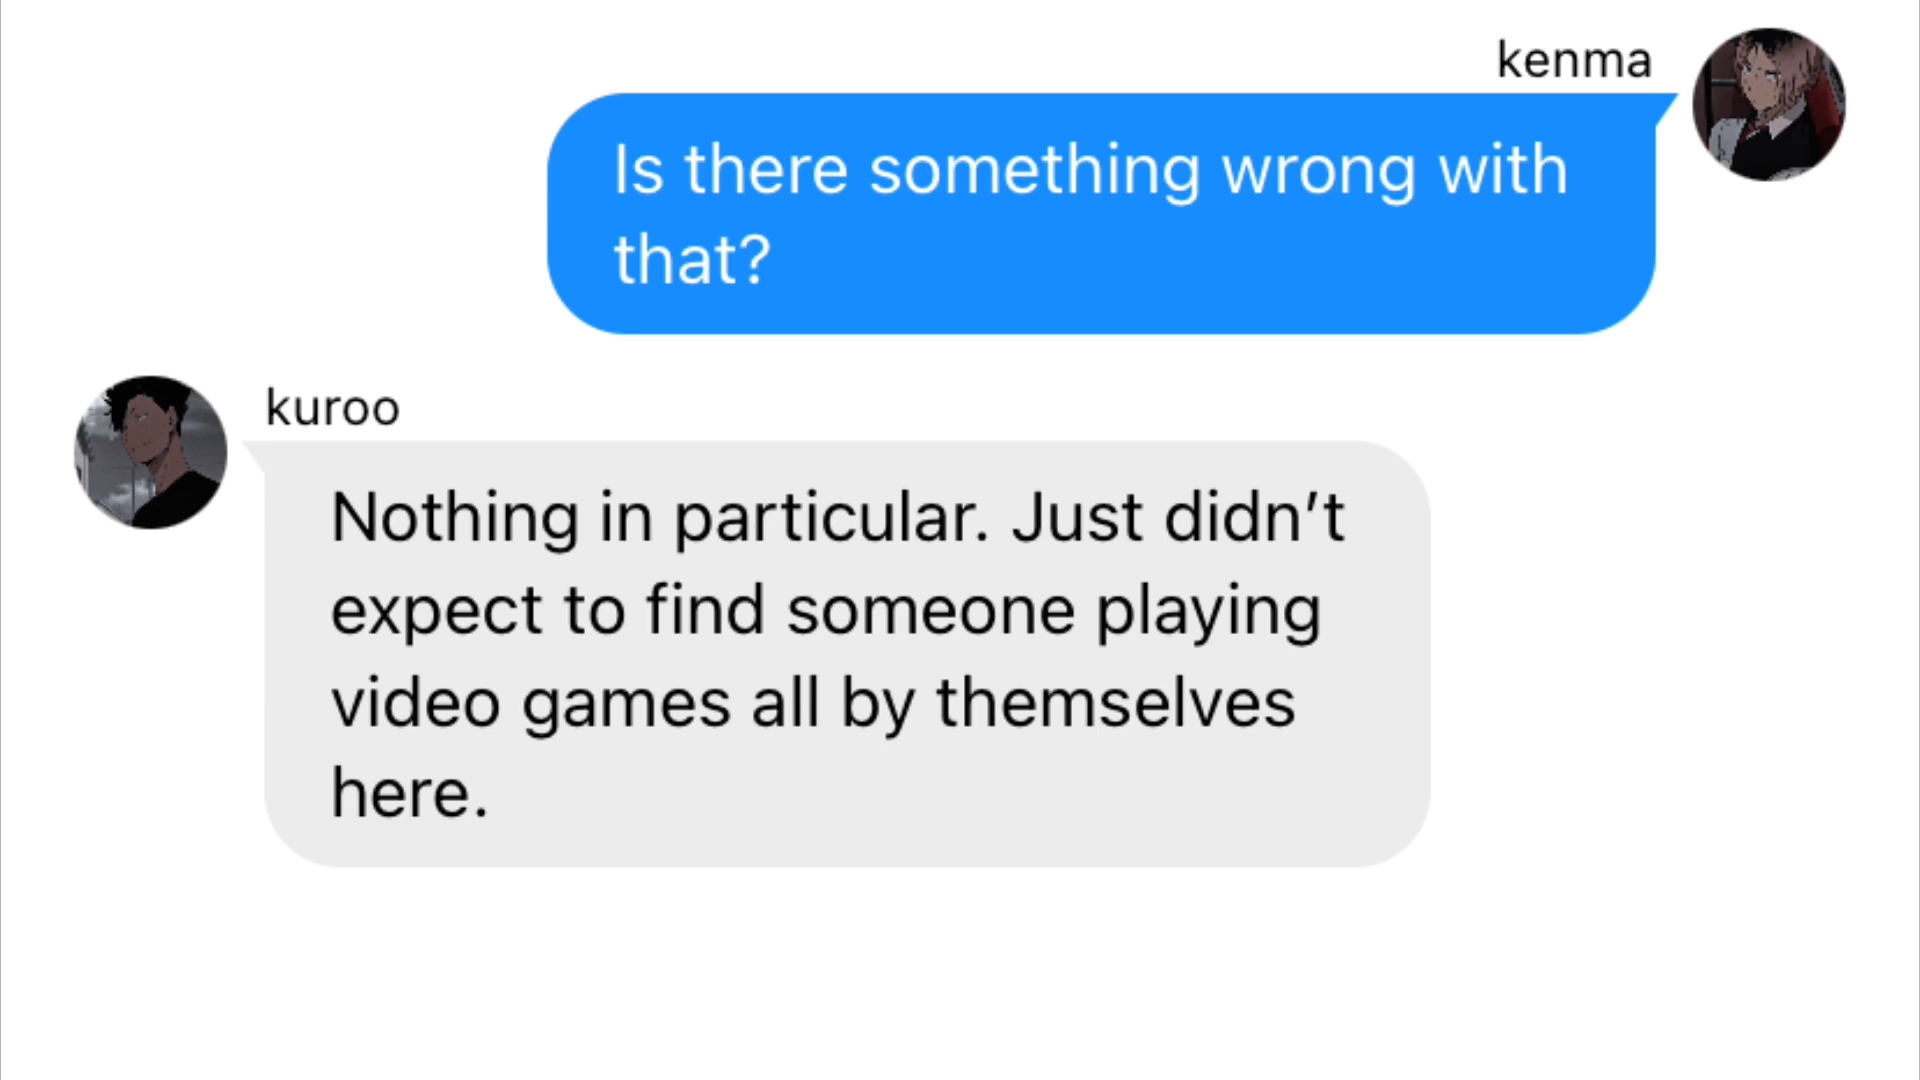 kenma
Is there something wrong with
that?
kuroo
Nothing in particular. Just didn’t
expect to find someone playing
video games all by themselves
here.